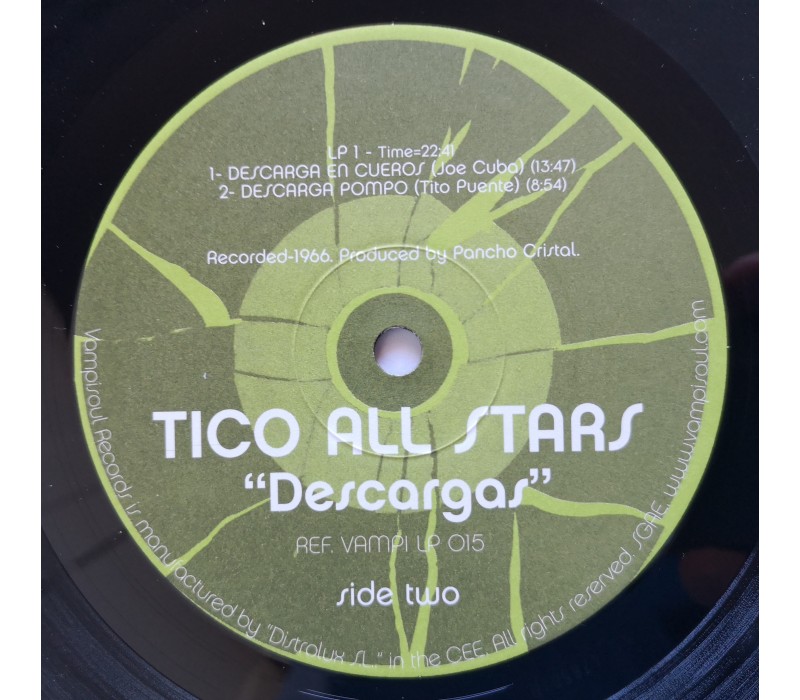 LP 1 - Time=22:41
1- DESCARGA EN CUEROS (Joe Cuba) (13:47)
2- DESCARGA POMPO (Tito Puente) (8:54)
Recorded-1966. Produced by Pancho Cristal.
TICO ALL STARS
"Descargas"
REF. VAMPI LP 015
side two
Vampisoul Records is manufactured by "Distrolux SL.." in the CEE. All rights reserved. SGAE. www.vampisoul.com